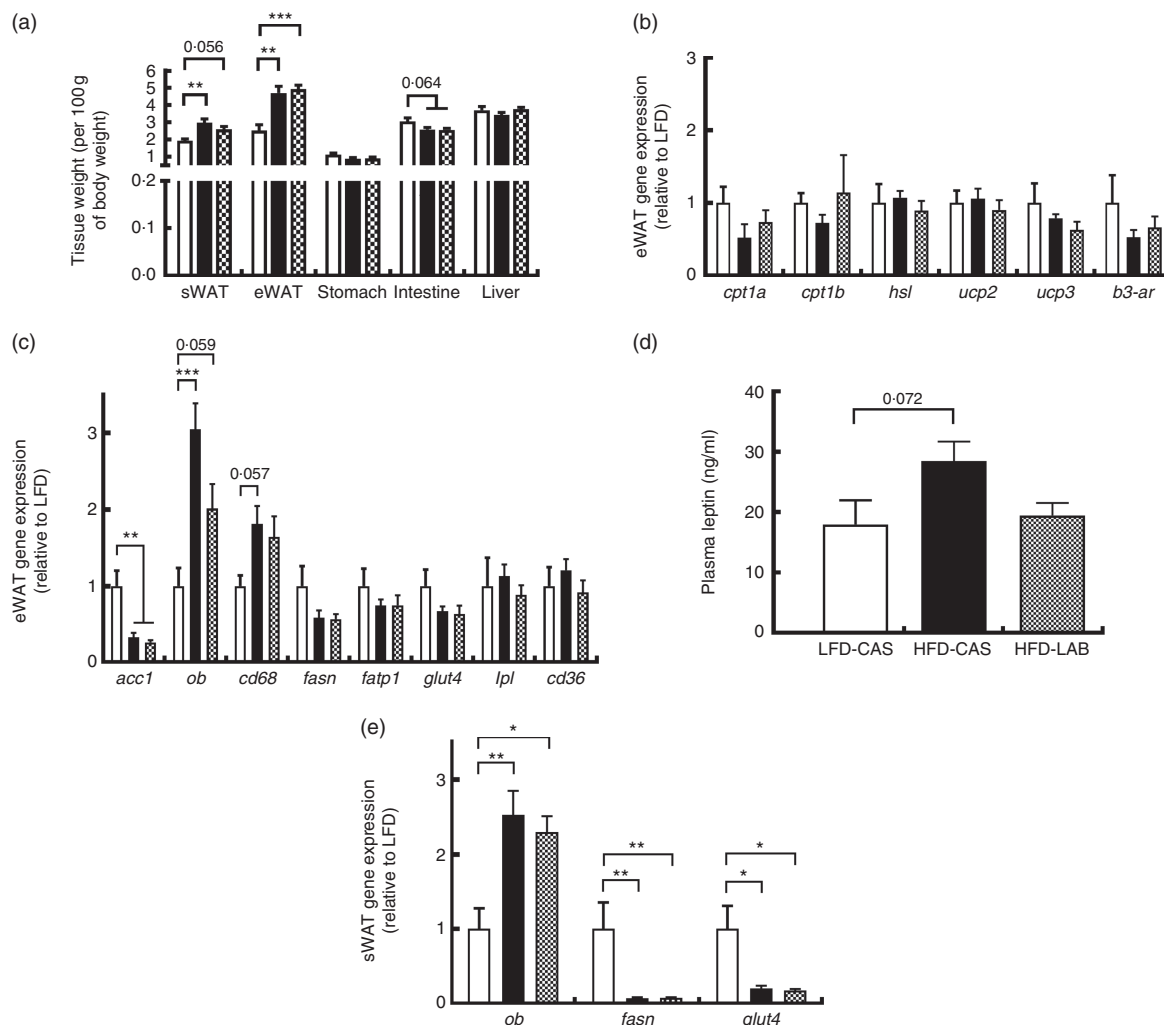 (a)
***
0·056
**
**
0·064
Tissue weight (per 100 g
of body weight)
6
5
4
3
2
1
0·2
0·1
0·0
sWAT eWAT Stomach Intestine Liver
(b)
eWAT gene expression
(relative to LFD)
3
2
1
0
cpt1a cpt1b hsl ucp2 ucp3 b3-ar
(c)
0·059
***
0·057
**
eWAT gene expression
(relative to LFD)
3
2
1
0
acc1 ob cd68 fasn fatp1 glut4 lpl cd36
(d)
0·072
Plasma leptin (ng/ml)
40
30
20
10
0
LFD-CAS HFD-CAS HFD-LAB
(e)
*
**
**
**
*
*
sWAT gene expression
(relative to LFD)
3
2
1
0
ob fasn glut4